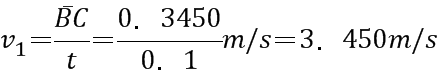 v₁ = B̄C/t = 0．3450/0．1 m/s = 3．450m/s